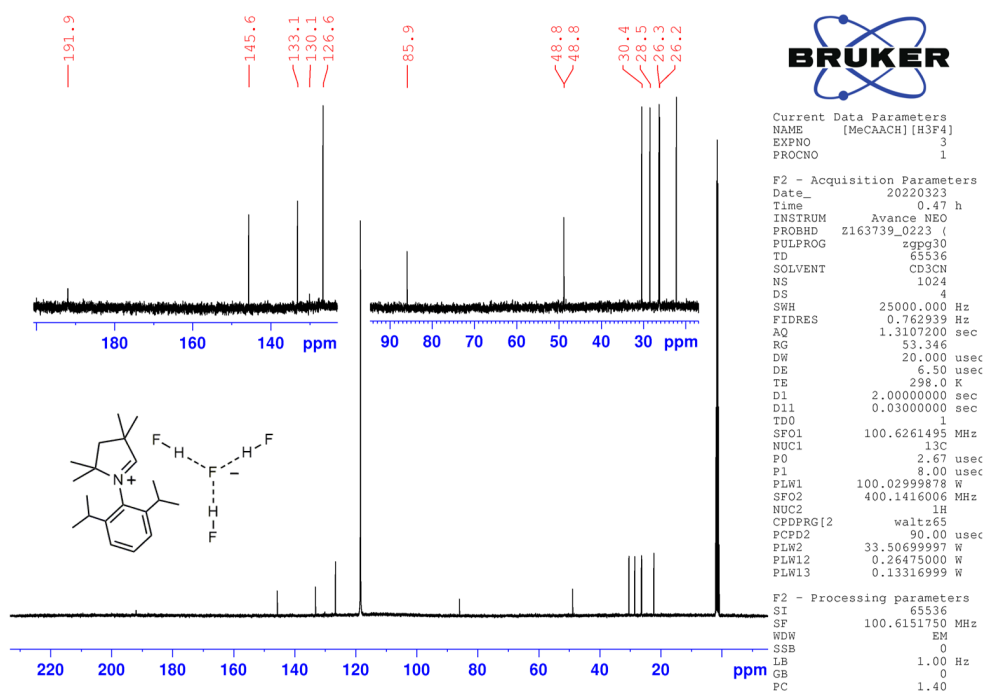 191.9
145.6
133.1
130.1
126.6
85.9
48.8
48.8
30.4
28.5
26.3
26.2
180
160
140
ppm
90
80
70
60
50
40
30
ppm
F
H
F
H
F
−
H
F
N
+
220
200
180
160
140
120
100
80
60
40
20
ppm
BRUKER
Current Data Parameters
NAME [MeCAACH][H3F4]
EXPNO 3
PROCNO 1
F2 - Acquisition Parameters
Date_ 20220323
Time 0.47 h
INSTRUM Avance NEO
PROBHD Z163739_0223 (
PULPROG zgpg30
TD 65536
SOLVENT CD3CN
NS 1024
DS 4
SWH 25000.000 Hz
FIDRES 0.762939 Hz
AQ 1.3107200 sec
RG 53.346
DW 20.000 usec
DE 6.50 usec
TE 298.0 K
D1 2.00000000 sec
D11 0.03000000 sec
TD0 1
SFO1 100.6261495 MHz
NUC1 13C
P0 2.67 usec
P1 8.00 usec
PLW1 100.02999878 W
SFO2 400.1416006 MHz
NUC2 1H
CPDPRG[2 waltz65
PCPD2 90.00 usec
PLW2 33.50699997 W
PLW12 0.26475000 W
PLW13 0.13316999 W
F2 - Processing parameters
SI 65536
SF 100.6151750 MHz
WDW EM
SSB 0
LB 1.00 Hz
GB 0
PC 1.40